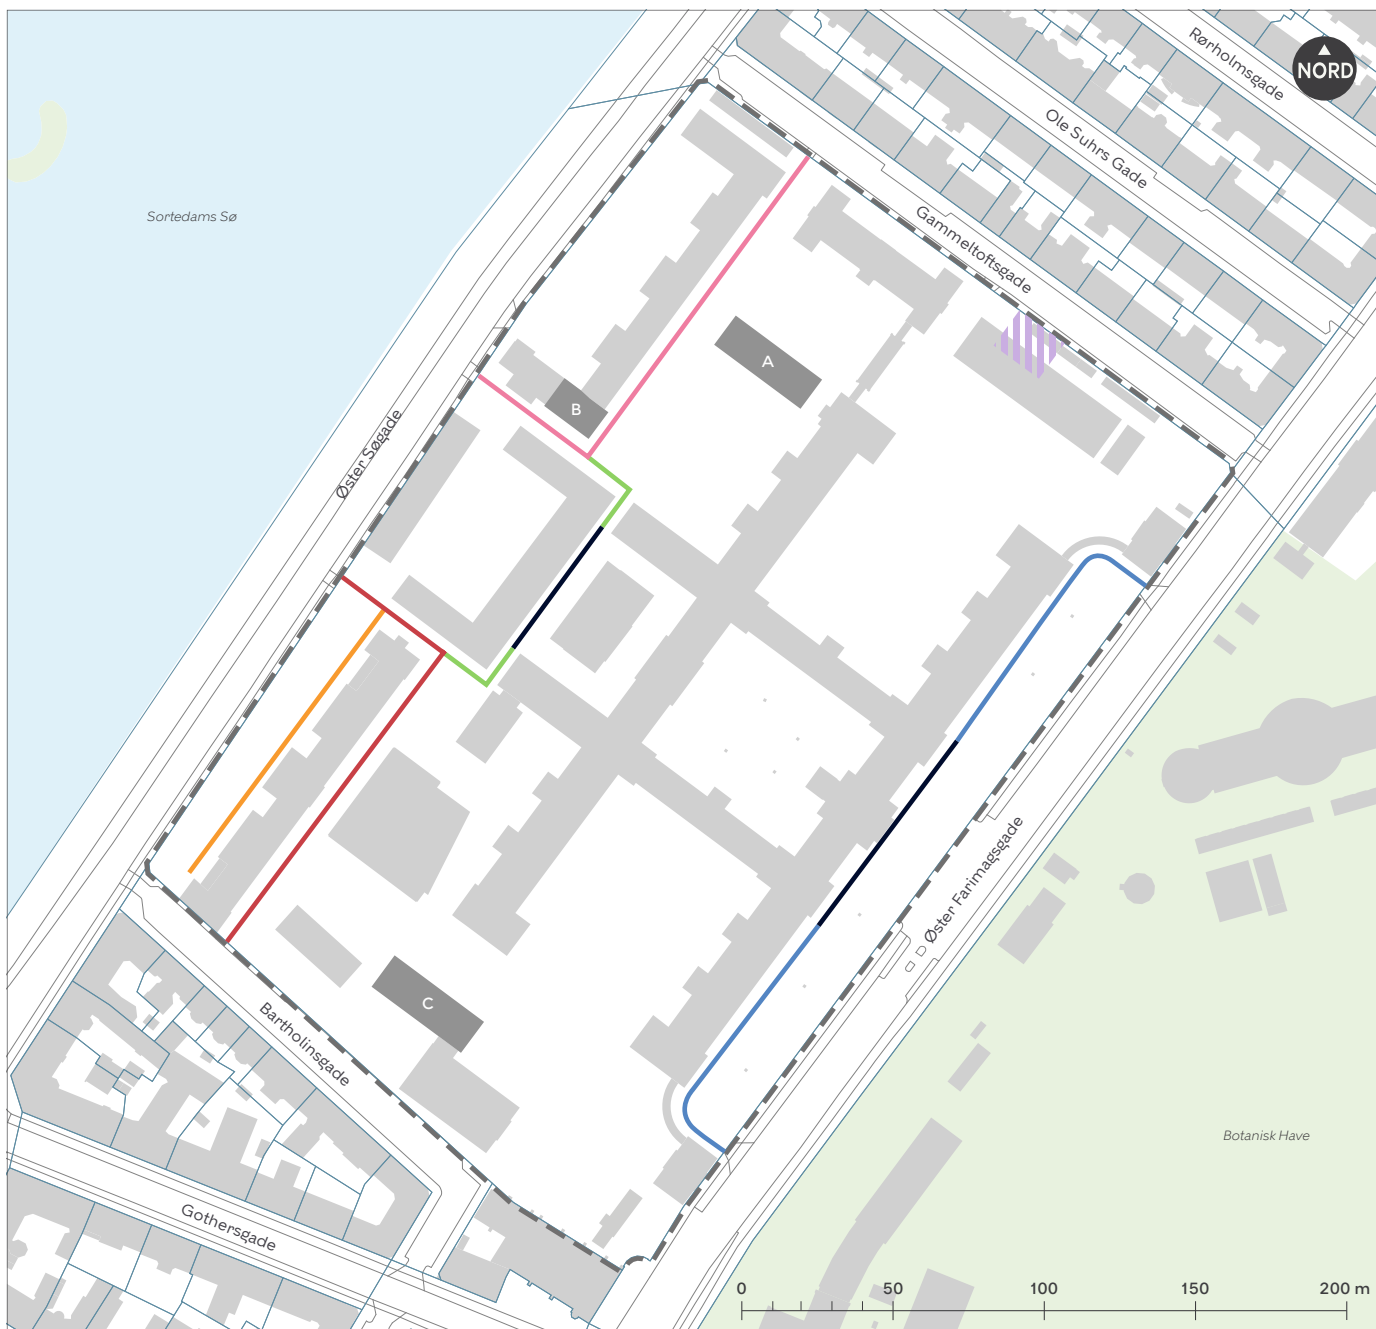 Rørholmsgade
NORD
Ole Suhrs Gade
Sortedams Sø
Gammeltoftsgade
A
B
Øster Søgade
Øster Farimagsgade
C
Bartholinsgade
Botanisk Have
Gothersgade
0 50 100 150 200 m